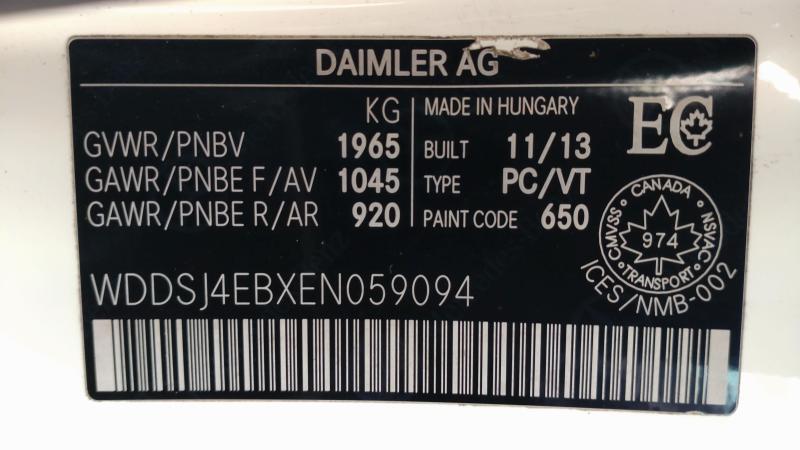 DAIMLER AG
KG
GVWR/PNBV 1965
GAWR/PNBE F/AV 1045
GAWR/PNBE R/AR 920
MADE IN HUNGARY
BUILT 11/13
TYPE PC/VT
PAINT CODE 650
EC
CANADA
CMVSS NSVAC
974
TRANSPORT
ICES/NMB-002
WDDSJ4EBXEN059094